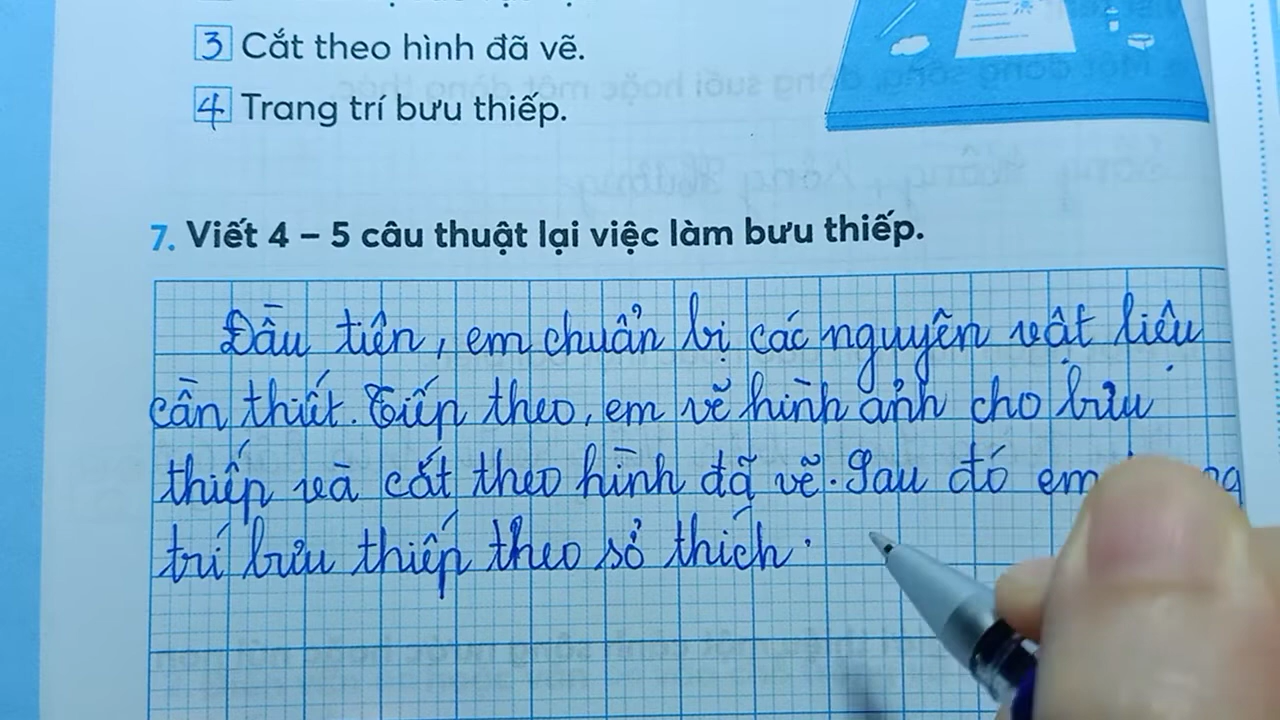 3 Cắt theo hình đã vẽ.
4 Trang trí bưu thiếp.
7. Viết 4 – 5 câu thuật lại việc làm bưu thiếp.
Đầu tiên, em chuẩn bị các nguyên vật liêu
cần thiết. Tiếp theo, em vẽ hình ảnh cho bưu
thiếp và cắt theo hình đã vẽ. Sau đó em
trí bưu thiếp theo sở thích.